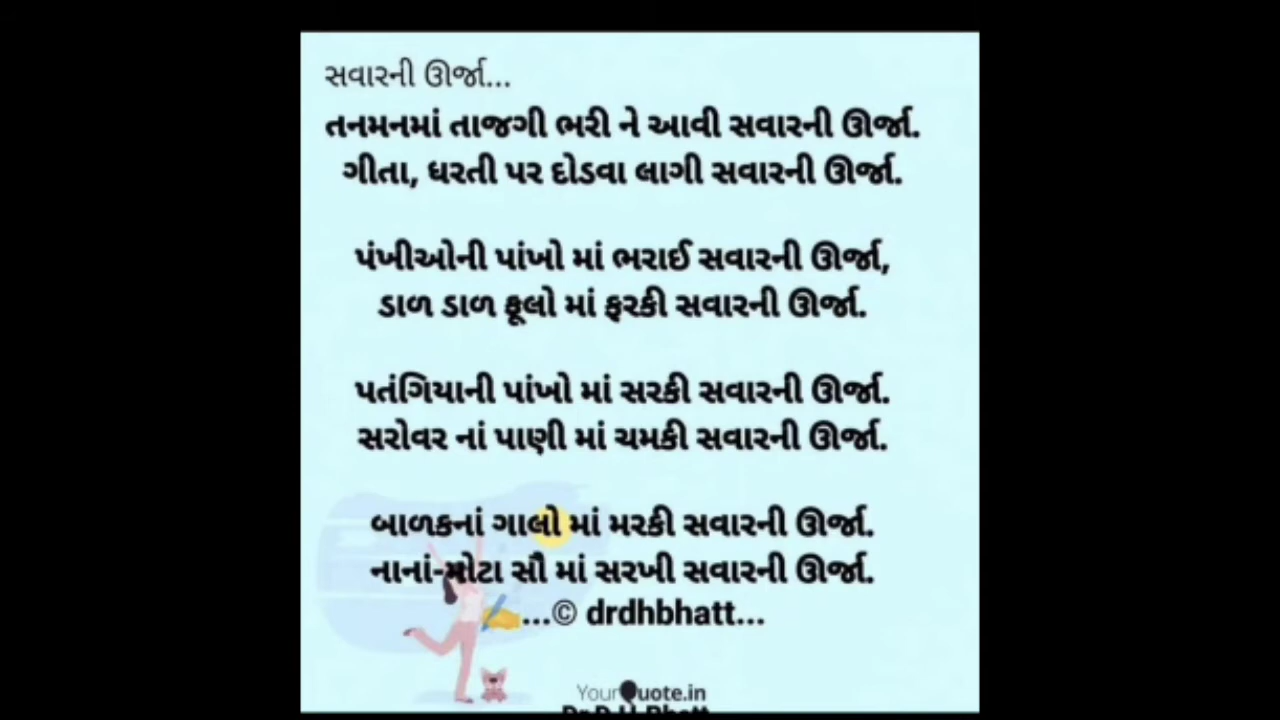 સવારની ઊર્જા...
તનમનમાં તાજગી ભરી ને આવી સવારની ઊર્જા.
ગીતા, ધરતી પર દોડવા લાગી સવારની ઊર્જા.
પંખીઓની પાંખો માં ભરાઈ સવારની ઊર્જા,
ડાળ ડાળ ફૂલો માં ફરકી સવારની ઊર્જા.
પતંગિયાની પાંખો માં સરકી સવારની ઊર્જા.
સરોવર નાં પાણી માં ચમકી સવારની ઊર્જા.
બાળકનાં ગાલો માં મરકી સવારની ઊર્જા.
નાનાં-મોટા સૌ માં સરખી સવારની ઊર્જા.
✍️...© drdhbhatt...
YourQuote.in
Dr.D.H.Bhatt